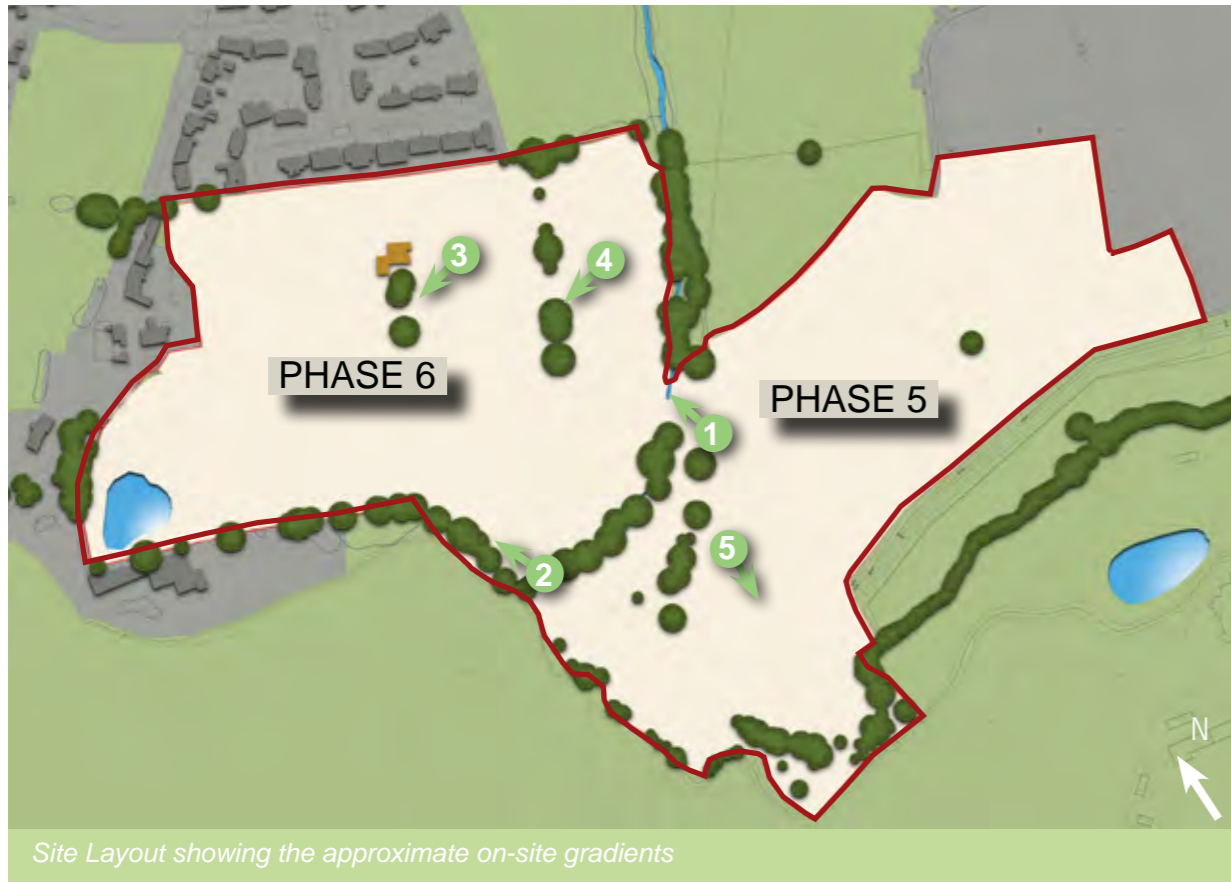 3
4
PHASE 6
PHASE 5
1
2
5
N
Site Layout showing the approximate on-site gradients